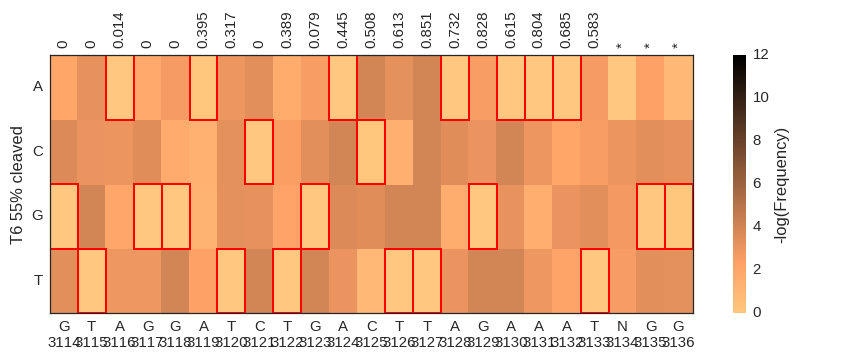 0 0 0.014 0 0 0.395 0.317 0 0.389 0.079 0.445 0.508 0.613 0.851 0.732 0.828 0.615 0.804 0.685 0.583 * * *
T6 55% cleaved
A
C
G
T
G T A G G A T C T G A C T T A G A A A T N G G
3114 3115 3116 3117 3118 3119 3120 3121 3122 3123 3124 3125 3126 3127 3128 3129 3130 3131 3132 3133 3134 3135 3136
12
10
8
6
4
2
0
-log(Frequency)